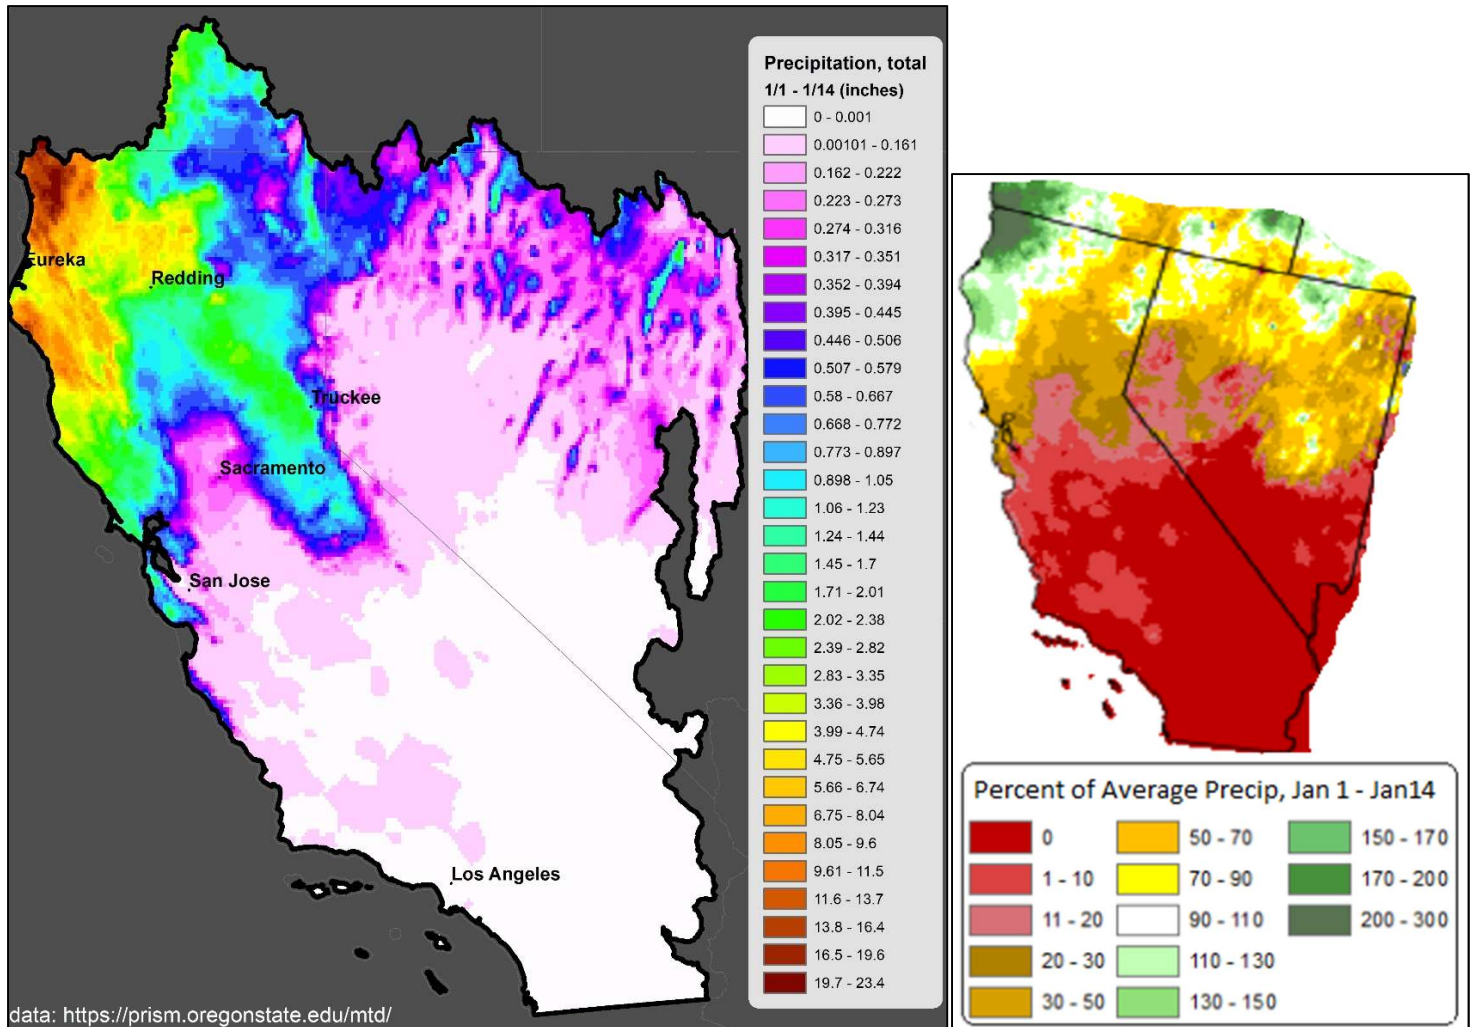 Precipitation, total
1/1 - 1/14 (inches)
0 - 0.001
0.00101 - 0.161
0.162 - 0.222
0.223 - 0.273
0.274 - 0.316
0.317 - 0.351
0.352 - 0.394
0.395 - 0.445
0.446 - 0.506
0.507 - 0.579
0.58 - 0.667
0.668 - 0.772
0.773 - 0.897
0.898 - 1.05
1.06 - 1.23
1.24 - 1.44
1.45 - 1.7
1.71 - 2.01
2.02 - 2.38
2.39 - 2.82
2.83 - 3.35
3.36 - 3.98
3.99 - 4.74
4.75 - 5.65
5.66 - 6.74
6.75 - 8.04
8.05 - 9.6
9.61 - 11.5
11.6 - 13.7
13.8 - 16.4
16.5 - 19.6
19.7 - 23.4
Eureka
Redding
Truckee
Sacramento
San Jose
Los Angeles
data: https://prism.oregonstate.edu/mtd/
Percent of Average Precip, Jan 1 - Jan14
0
1 - 10
11 - 20
20 - 30
30 - 50
50 - 70
70 - 90
90 - 110
110 - 130
130 - 150
150 - 170
170 - 200
200 - 300